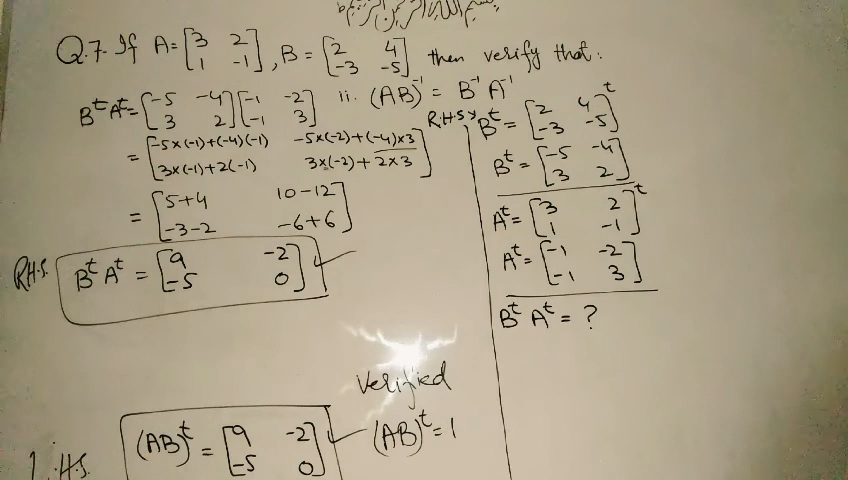 بسم اللہ الرحمن الرحیم
Q.7. If A=[3 2; 1 -1], B=[2 4; -3 -5] then verify that:
ii. (AB)⁻¹ = B⁻¹ A⁻¹
BᵗAᵗ=[-5 -4; 3 2][-1 -2; -1 3]
=[-5×(-1)+(-4)(-1) -5×(-2)+(-4)×3; 3×(-1)+2(-1) 3×(-2)+2×3]
=[5+4 10-12; -3-2 -6+6]
R.H.S. BᵗAᵗ=[9 -2; -5 0]
R.H.S
Bᵗ=[2 4; -3 -5]ᵗ
Bᵗ=[-5 -4; 3 2]
Aᵗ=[3 2; 1 -1]ᵗ
Aᵗ=[-1 -2; -1 3]
BᵗAᵗ=?
Verified
L.H.S. (AB)ᵗ=[9 -2; -5 0]
(AB)ᵗ=1